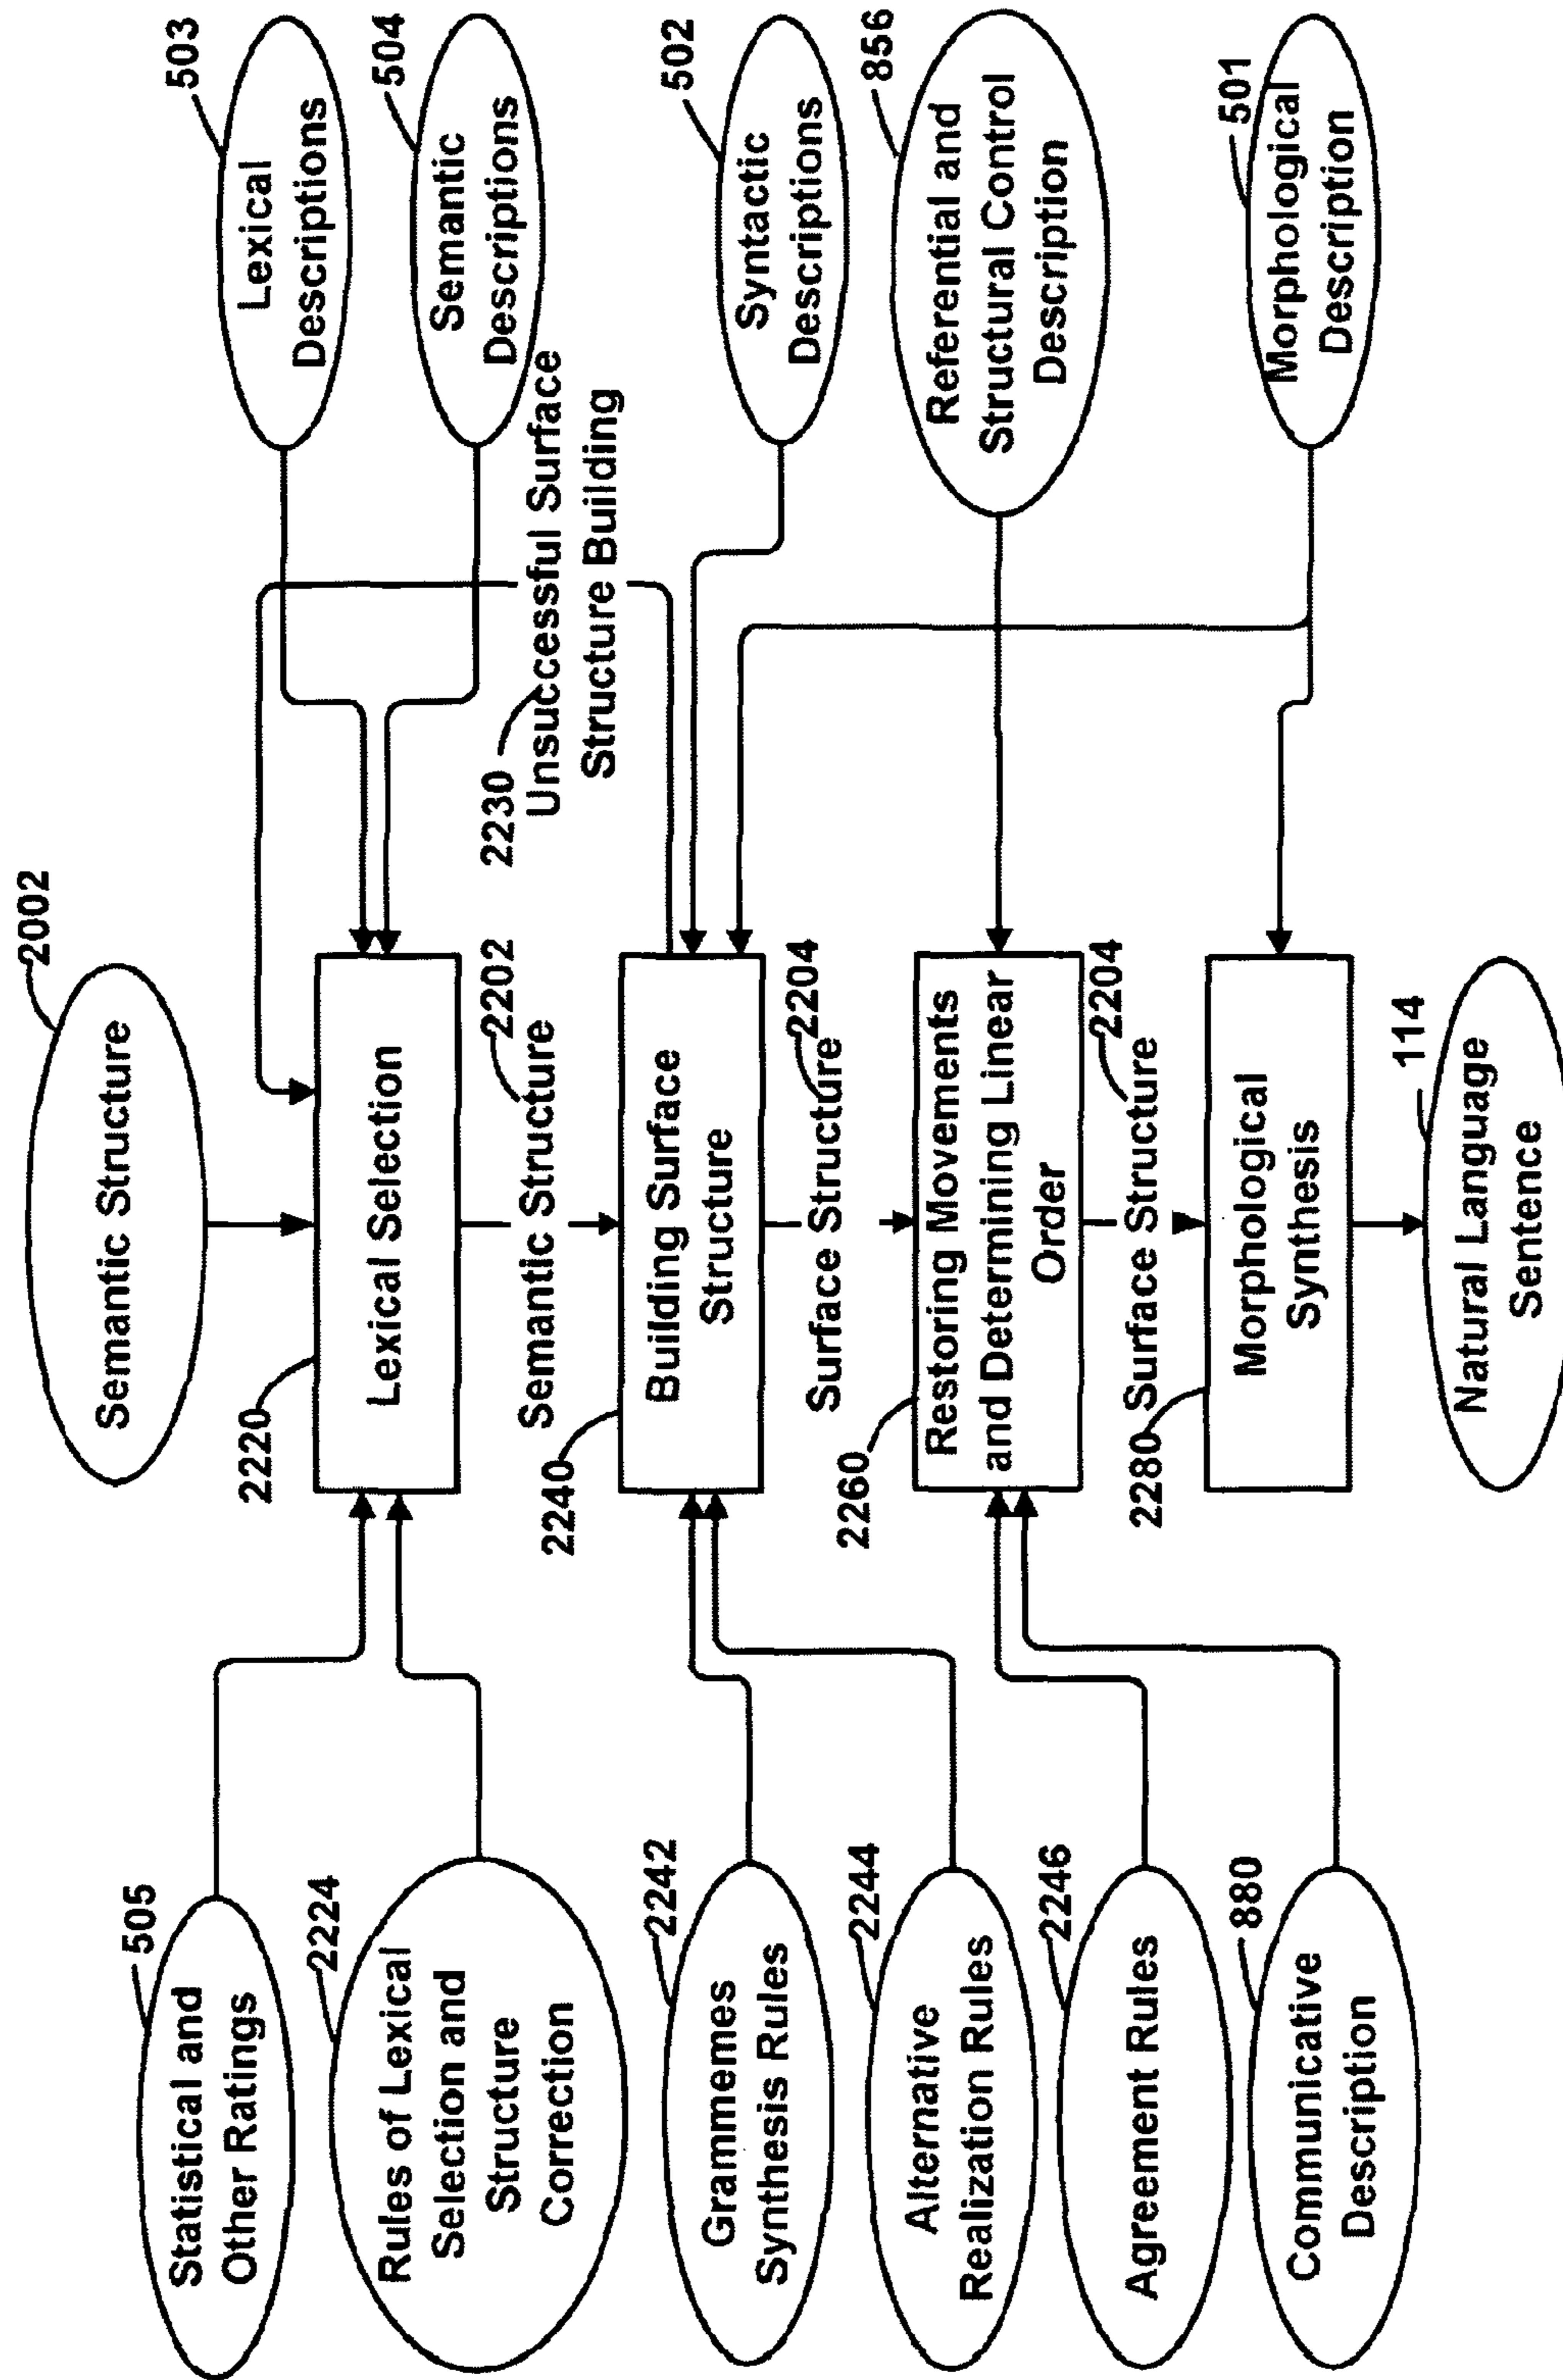 2002
Semantic Structure
505
Statistical and
Other Ratings
2224
Rules of Lexical
Selection and
Structure
Correction
2220
Lexical Selection
503
Lexical
Descriptions
504
Semantic
Descriptions
2202
Semantic Structure
2230
Unsuccessful Surface
Structure Building
2242
Grammemes
Synthesis Rules
2244
Alternative
Realization Rules
2240
Building Surface
Structure
502
Syntactic
Descriptions
2204
Surface Structure
2246
Agreement Rules
880
Communicative
Description
2260
Restoring Movements
and Determining Linear
Order
856
Referential and
Structural Control
Description
2204
Surface Structure
2280
Morphological
Synthesis
501
Morphological
Description
114
Natural Language
Sentence